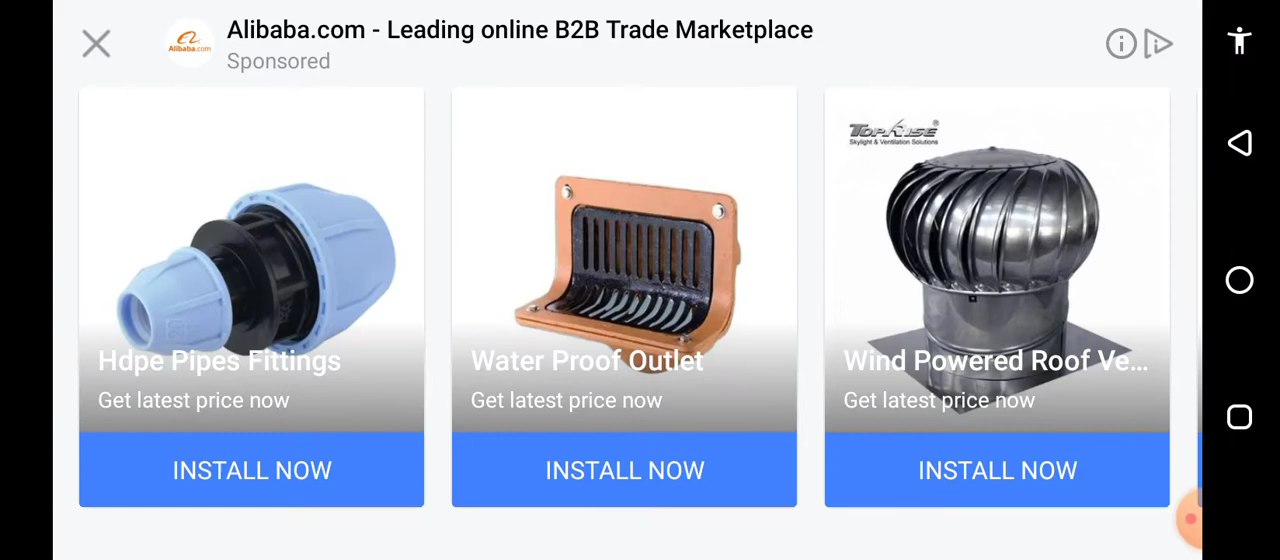 Alibaba.com - Leading online B2B Trade Marketplace
Alibaba.com
Sponsored
TOPRISE®
Skylight & Ventilation Solutions
Hdpe Pipes Fittings
Get latest price now
INSTALL NOW
Water Proof Outlet
Get latest price now
INSTALL NOW
Wind Powered Roof Ve...
Get latest price now
INSTALL NOW